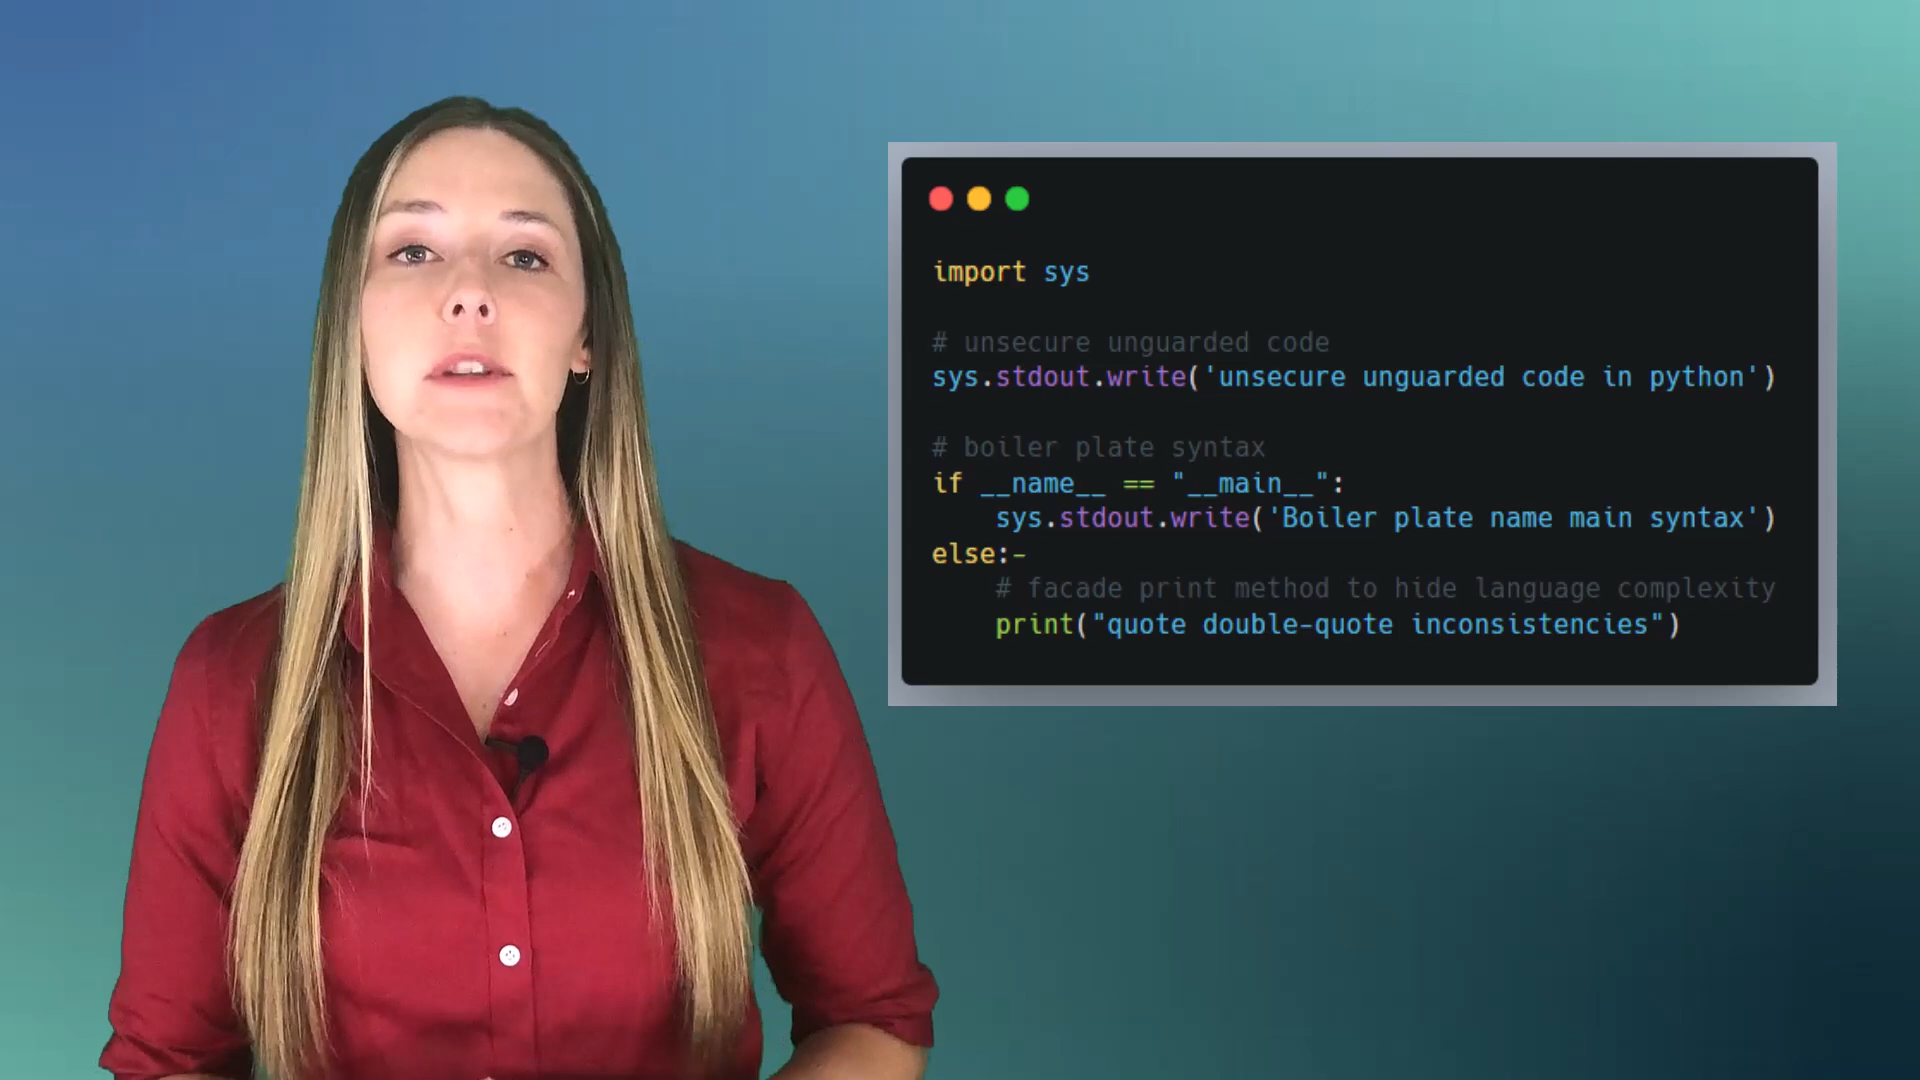 import sys
# unsecure unguarded code
sys.stdout.write('unsecure unguarded code in python')
# boiler plate syntax
if __name__ == "__main__":
    sys.stdout.write('Boiler plate name main syntax')
else:-
    # facade print method to hide language complexity
    print("quote double-quote inconsistencies")